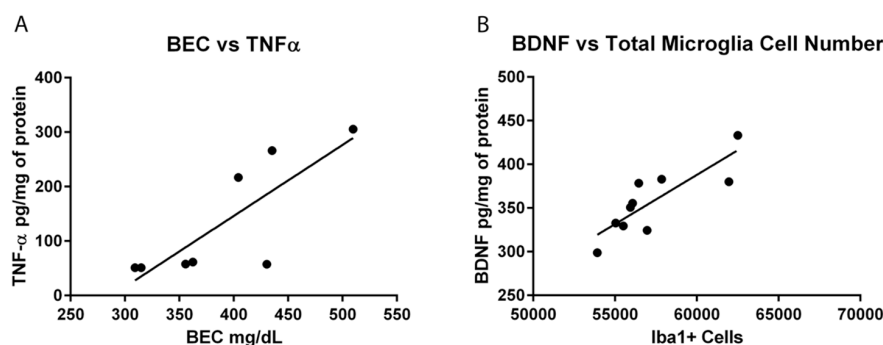 A
BEC vs TNFα
TNF-α pg/mg of protein
400
300
200
100
0
250
300
350
400
450
500
550
BEC mg/dL
B
BDNF vs Total Microglia Cell Number
BDNF pg/mg of protein
500
450
400
350
300
250
50000
55000
60000
65000
70000
Iba1+ Cells